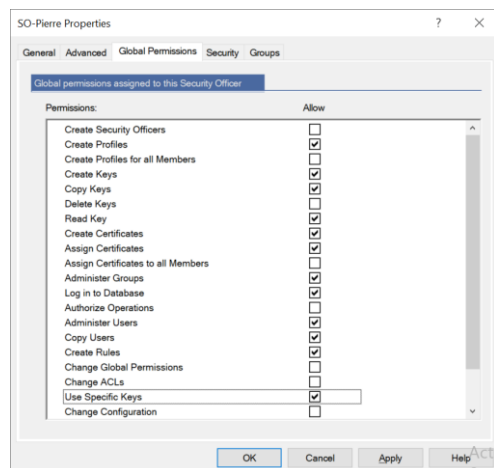 SO-Pierre Properties
?
General Advanced Global Permissions Security Groups
Global permissions assigned to this Security Officer
Permissions: Allow
Create Security Officers
Create Profiles
Create Profiles for all Members
Create Keys
Copy Keys
Delete Keys
Read Key
Create Certificates
Assign Certificates
Assign Certificates to all Members
Administer Groups
Log in to Database
Authorize Operations
Administer Users
Copy Users
Create Rules
Change Global Permissions
Change ACLs
Use Specific Keys
Change Configuration
OK Cancel Apply Help
Act